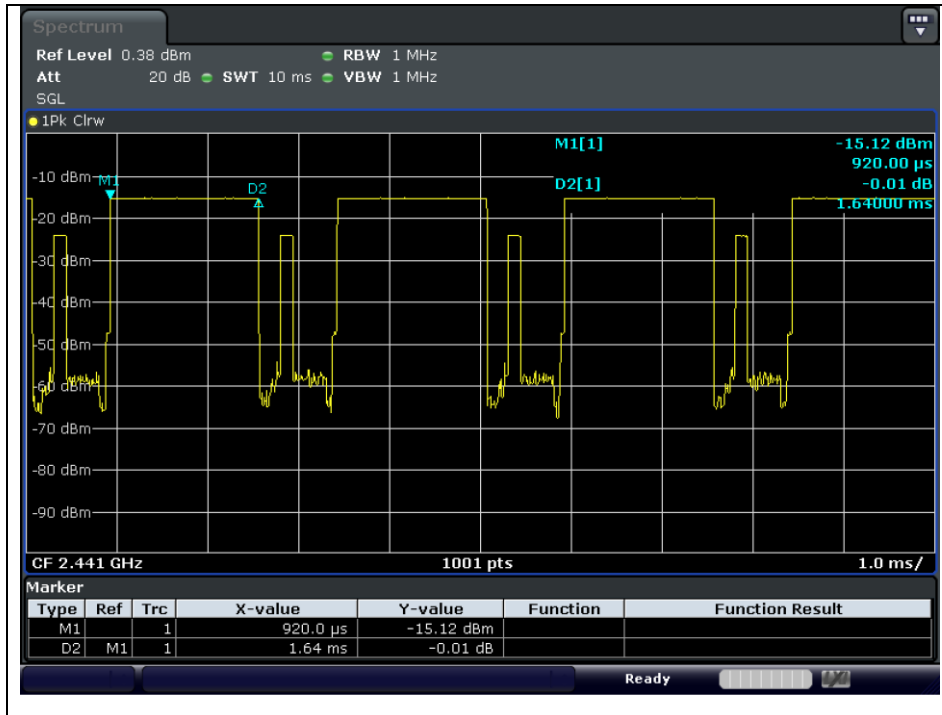 Spectrum
Ref Level 0.38 dBm RBW 1 MHz
Att 20 dB SWT 10 ms VBW 1 MHz
SGL
1Pk Clrw
M1[1] -15.12 dBm
920.00 µs
D2[1] -0.01 dB
1.64000 ms
M1
D2
-10 dBm
-20 dBm
-30 dBm
-40 dBm
-50 dBm
-60 dBm
-70 dBm
-80 dBm
-90 dBm
CF 2.441 GHz 1001 pts 1.0 ms/
Marker
Type Ref Trc X-value Y-value Function Function Result
M1 1 920.0 µs -15.12 dBm
D2 M1 1 1.64 ms -0.01 dB
Ready